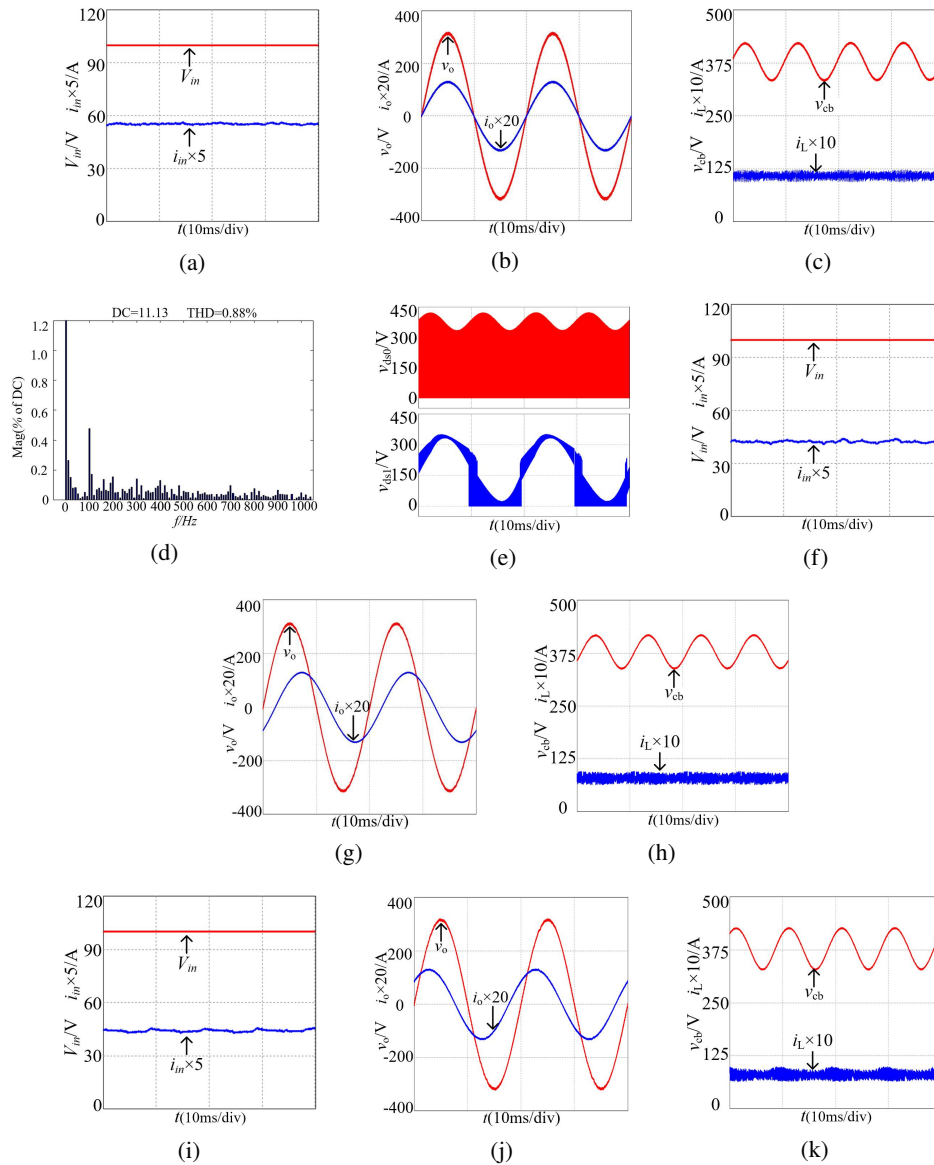 120
90
60
30
0
V_in/V i_in×5/A
V_in
i_in×5
t(10ms/div)
(a)
400
200
0
-200
-400
v_o/V i_o×20/A
v_o
i_o×20
t(10ms/div)
(b)
500
375
250
125
0
v_cb/V i_L×10/A
v_cb
i_L×10
t(10ms/div)
(c)
DC=11.13 THD=0.88%
1.2
1.0
0.8
0.6
0.4
0.2
0
Mag(% of DC)
0 100 200 300 400 500 600 700 800 900 1000
f/Hz
(d)
450
300
150
0
v_ds0/V
450
300
150
0
v_ds1/V
t(10ms/div)
(e)
120
90
60
30
0
V_in/V i_in×5/A
V_in
i_in×5
t(10ms/div)
(f)
400
200
0
-200
-400
v_o/V i_o×20/A
v_o
i_o×20
t(10ms/div)
(g)
500
375
250
125
0
v_cb/V i_L×10/A
v_cb
i_L×10
t(10ms/div)
(h)
120
90
60
30
0
V_in/V i_in×5/A
V_in
i_in×5
t(10ms/div)
(i)
400
200
0
-200
-400
v_o/V i_o×20/A
v_o
i_o×20
t(10ms/div)
(j)
500
375
250
125
0
v_cb/V i_L×10/A
v_cb
i_L×10
t(10ms/div)
(k)